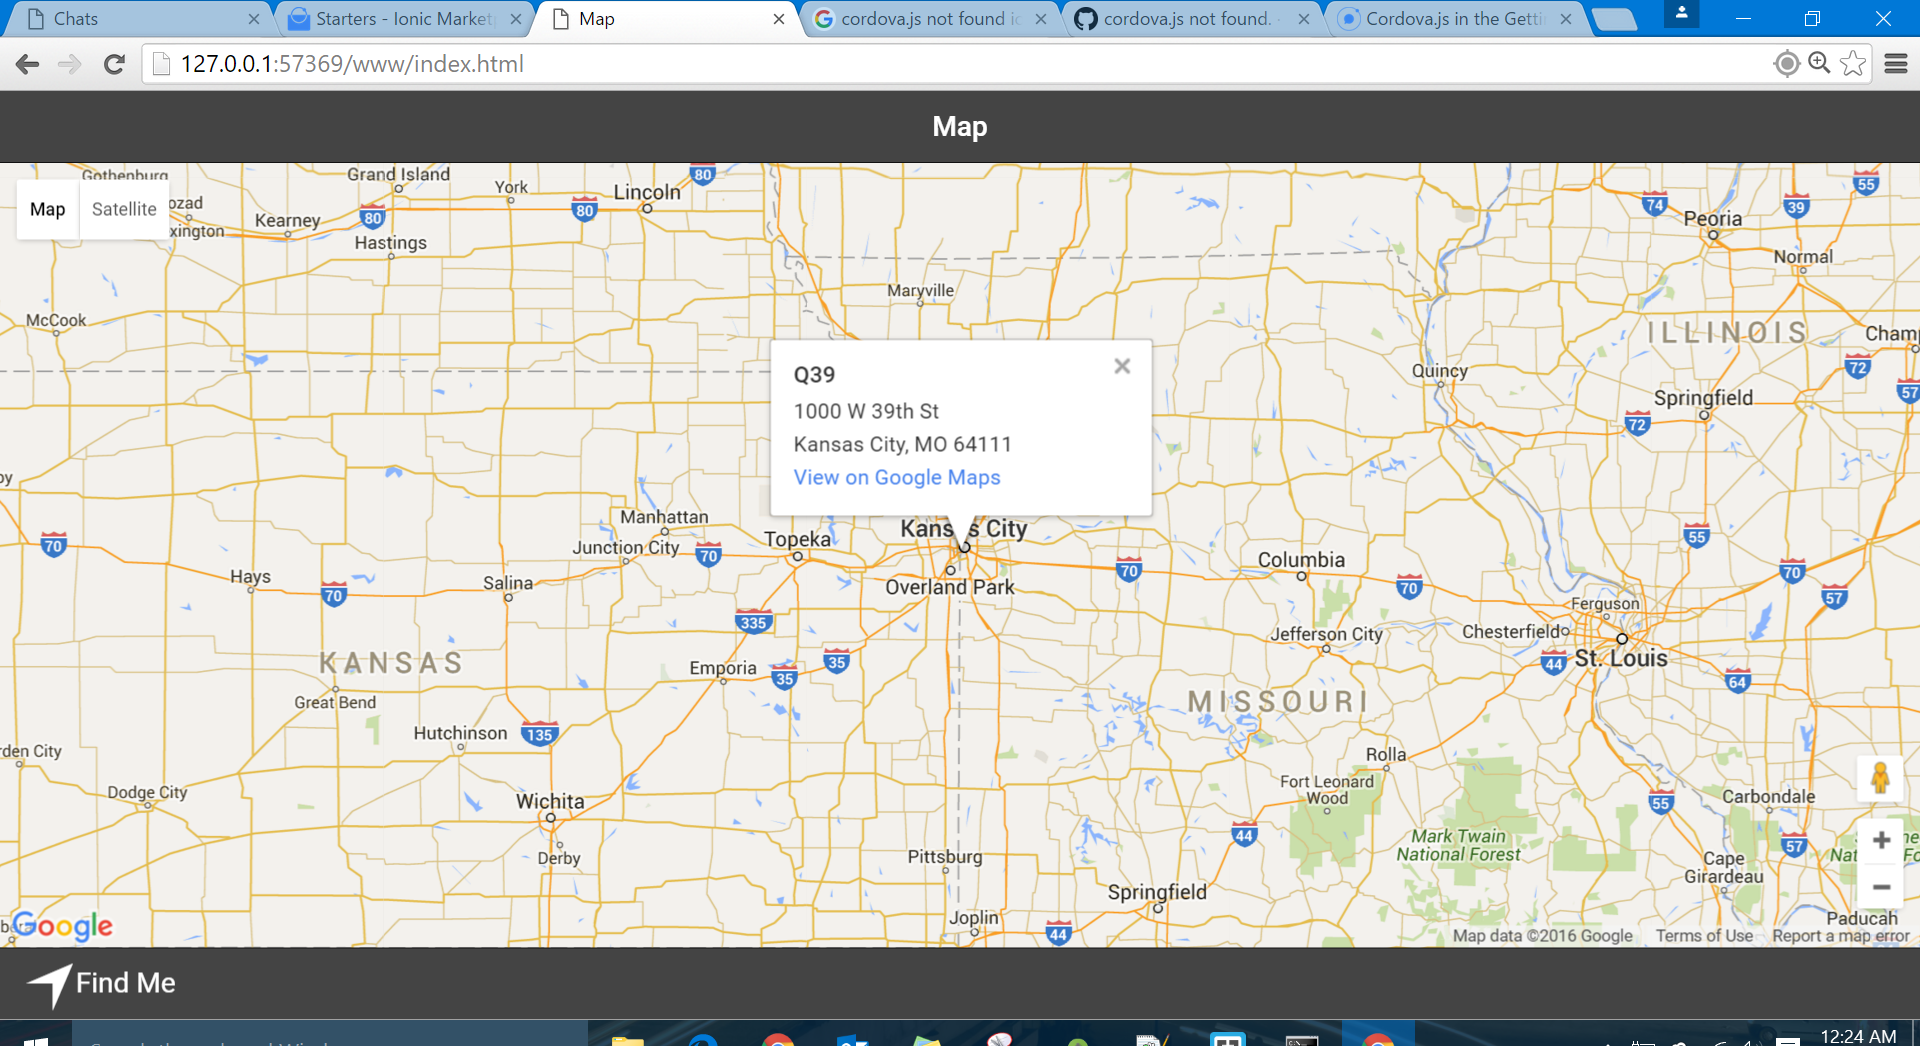 Chats
Starters - Ionic Market
Map
cordova.js not found
cordova.js not found.
Cordova.js in the Getti
127.0.0.1:57369/www/index.html
Map
Map
Satellite
Gothenburg
ozad
xington
Grand Island
York
Lincoln
80
80
80
Kearney
Hastings
McCook
Maryville
55
74
39
Peoria
Normal
ILLINOIS
Cham
72
57
Quincy
Springfield
72
Q39
1000 W 39th St
Kansas City, MO 64111
View on Google Maps
Kans s City
Overland Park
Manhattan
Junction City
70
Topeka
70
Hays
70
Salina
70
Columbia
70
55
70
57
335
Ferguson
Chesterfield
St. Louis
44
64
Jefferson City
KANSAS
Great Bend
Emporia
35
35
MISSOURI
Hutchinson
135
rden City
Dodge City
Wichita
Derby
Rolla
Fort Leonard
Wood
55
Carbondale
44
Mark Twain
National Forest
57
Cape
Girardeau
Pittsburg
Springfield
Joplin
44
Paducah
Google
Map data ©2016 Google
Terms of Use
Report a map error
Find Me
12:24 AM